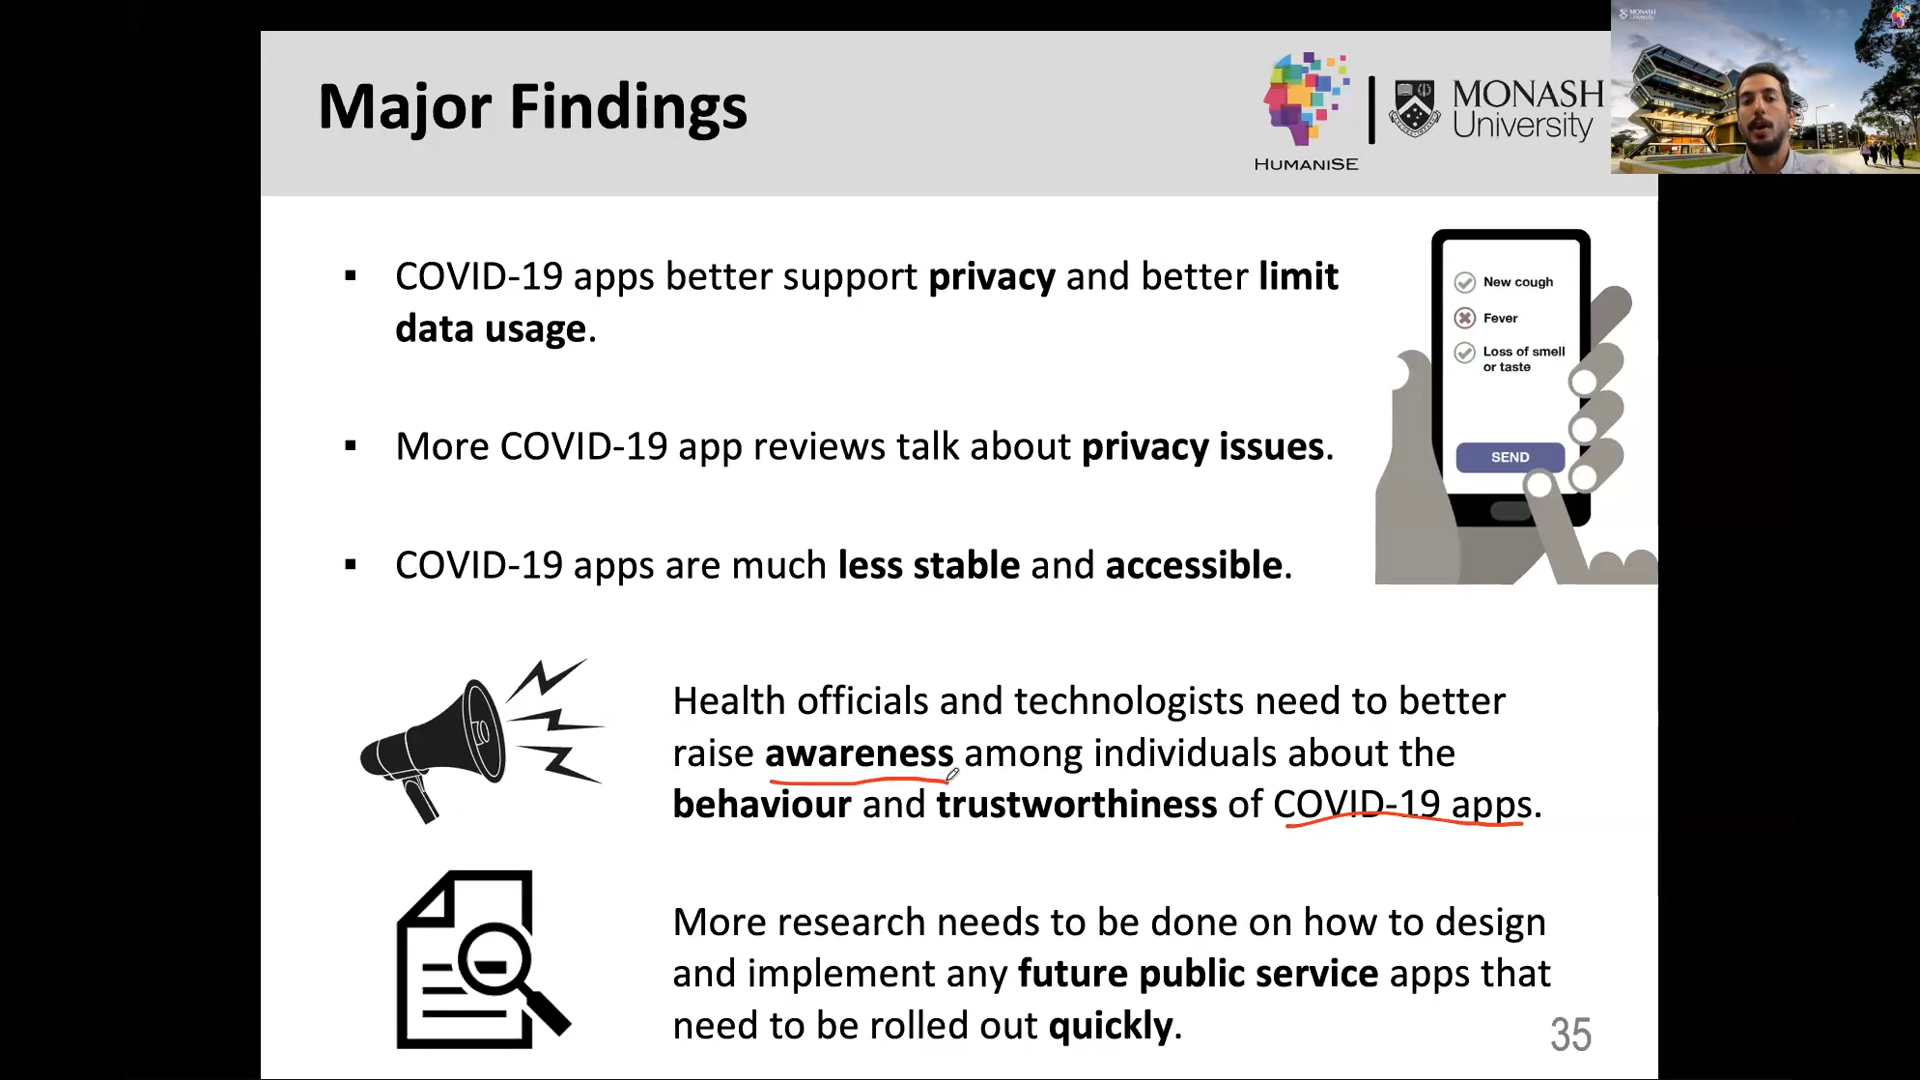 Major Findings
HUMANISE
MONASH
University
MONASH
University
▪ COVID-19 apps better support privacy and better limit
data usage.
▪ More COVID-19 app reviews talk about privacy issues.
▪ COVID-19 apps are much less stable and accessible.
New cough
Fever
Loss of smell
or taste
SEND
Health officials and technologists need to better
raise awareness among individuals about the
behaviour and trustworthiness of COVID-19 apps.
More research needs to be done on how to design
and implement any future public service apps that
need to be rolled out quickly.
35